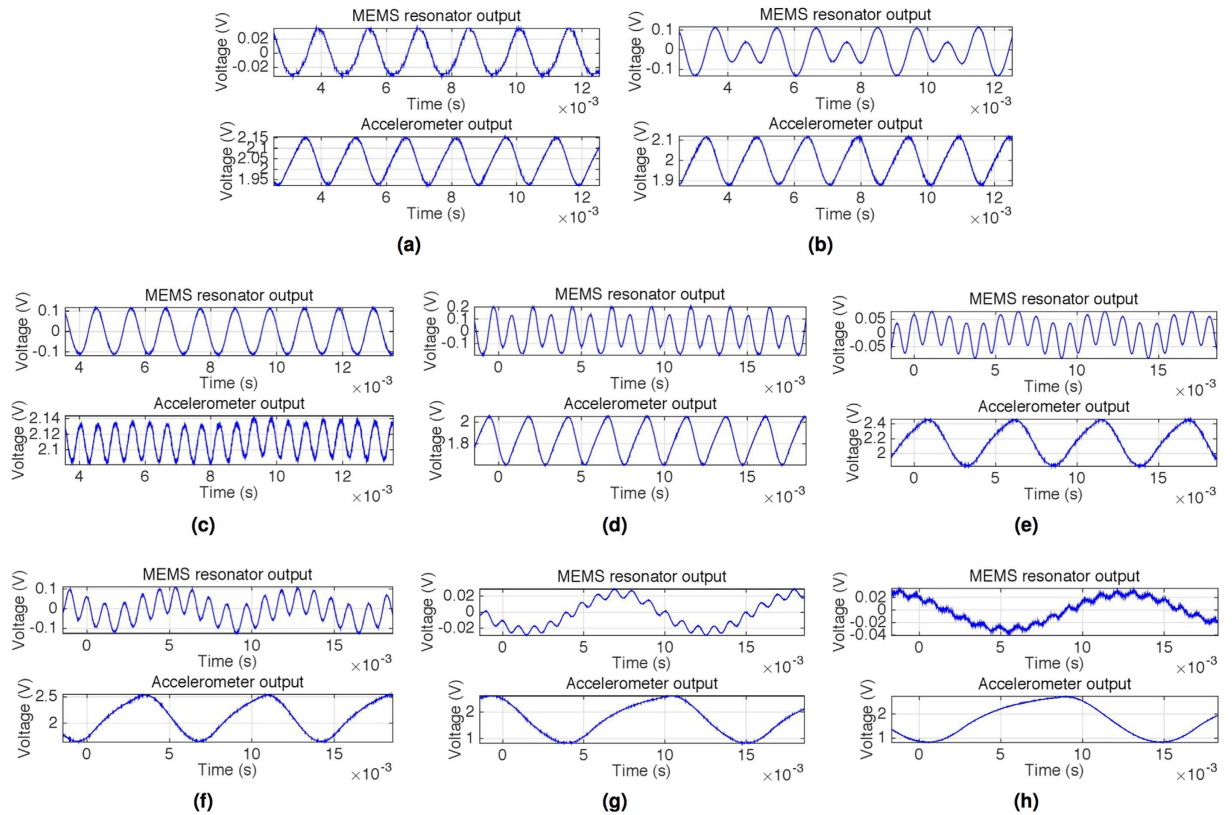 MEMS resonator output
Voltage (V)
0.02
0
-0.02
4 6 8 10 12
Time (s)
×10-3
Accelerometer output
Voltage (V)
2.15
2.1
2.05
2
1.95
4 6 8 10 12
Time (s)
×10-3
(a)
MEMS resonator output
Voltage (V)
0.1
0
-0.1
4 6 8 10 12
Time (s)
×10-3
Accelerometer output
Voltage (V)
2.1
2
1.9
4 6 8 10 12
Time (s)
×10-3
(b)
MEMS resonator output
Voltage (V)
0.1
0
-0.1
4 6 8 10 12
Time (s)
×10-3
Accelerometer output
Voltage (V)
2.14
2.12
2.1
4 6 8 10 12
Time (s)
×10-3
(c)
MEMS resonator output
Voltage (V)
0.2
0.1
0
-0.1
0 5 10 15
Time (s)
×10-3
Accelerometer output
Voltage (V)
2
1.8
0 5 10 15
Time (s)
×10-3
(d)
MEMS resonator output
Voltage (V)
0.05
-0.05
0 5 10 15
Time (s)
×10-3
Accelerometer output
Voltage (V)
2.4
2.2
2
0 5 10 15
Time (s)
×10-3
(e)
MEMS resonator output
Voltage (V)
0.1
0
-0.1
0 5 10 15
Time (s)
×10-3
Accelerometer output
Voltage (V)
2.5
2
0 5 10 15
Time (s)
×10-3
(f)
MEMS resonator output
Voltage (V)
0.02
0
-0.02
0 5 10 15
Time (s)
×10-3
Accelerometer output
Voltage (V)
2
1
0 5 10 15
Time (s)
×10-3
(g)
MEMS resonator output
Voltage (V)
0.02
0
-0.02
-0.04
0 5 10 15
Time (s)
×10-3
Accelerometer output
Voltage (V)
2
1
0 5 10 15
Time (s)
×10-3
(h)